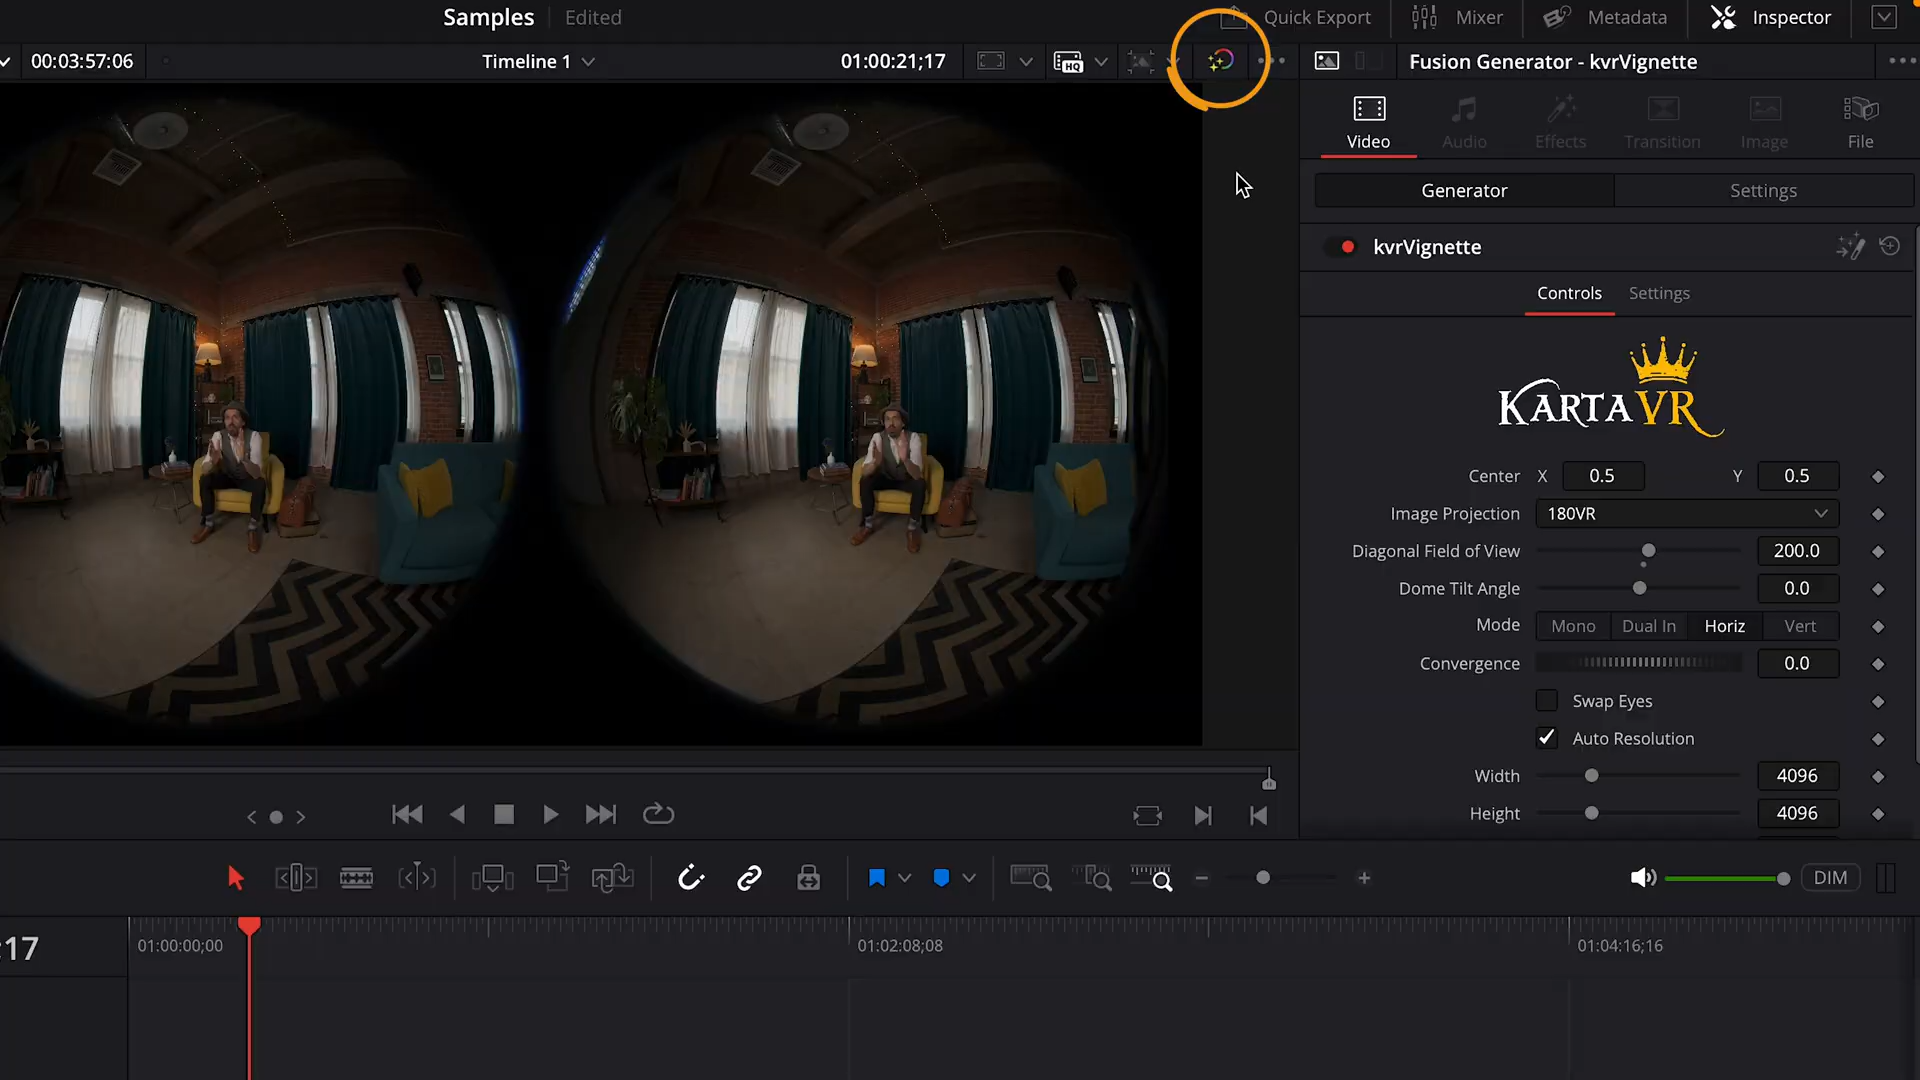 Samples Edited Quick Export Mixer Metadata Inspector
00:03:57:06 Timeline 1 01:00:21;17 HQ Fusion Generator - kvrVignette
Video Audio Effects Transition Image File
Generator Settings
kvrVignette
Controls Settings
KARTAVR
Center X 0.5 Y 0.5
Image Projection 180VR
Diagonal Field of View 200.0
Dome Tilt Angle 0.0
Mode Mono Dual In Horiz Vert
Convergence 0.0
Swap Eyes
Auto Resolution
Width 4096
Height 4096
DIM
:17 01:00:00;00 01:02:08;08 01:04:16;16